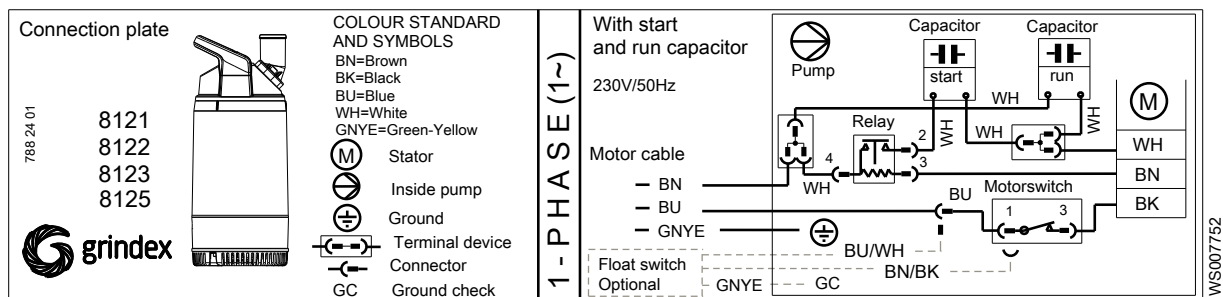 Connection plate
788 24 01
8121
8122
8123
8125
grindex
COLOUR STANDARD
AND SYMBOLS
BN=Brown
BK=Black
BU=Blue
WH=White
GNYE=Green-Yellow
M Stator
Inside pump
Ground
Terminal device
Connector
GC Ground check
1 - PHASE (1~)
With start
and run capacitor
230V/50Hz
Motor cable
BN
BU
GNYE
Float switch
Optional
GNYE
GC
Pump
Capacitor
start
Capacitor
run
WH
WH
WH
WH
Relay
2
4
3
WH
M
WH
BN
BK
Motorswitch
BU
1
3
BU/WH
BN/BK
WS007752